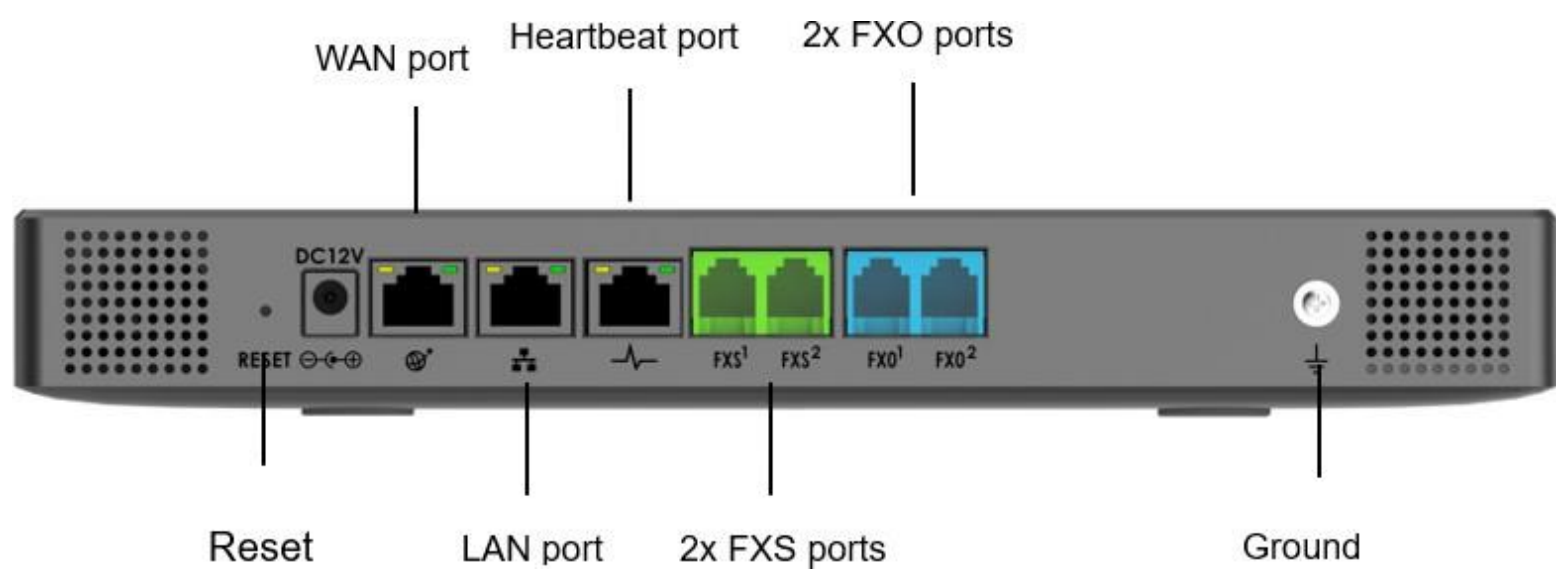 WAN port
Heartbeat port
2x FXO ports
DC12V
RESET
FXS1
FXS2
FXO1
FXO2
Reset
LAN port
2x FXS ports
Ground